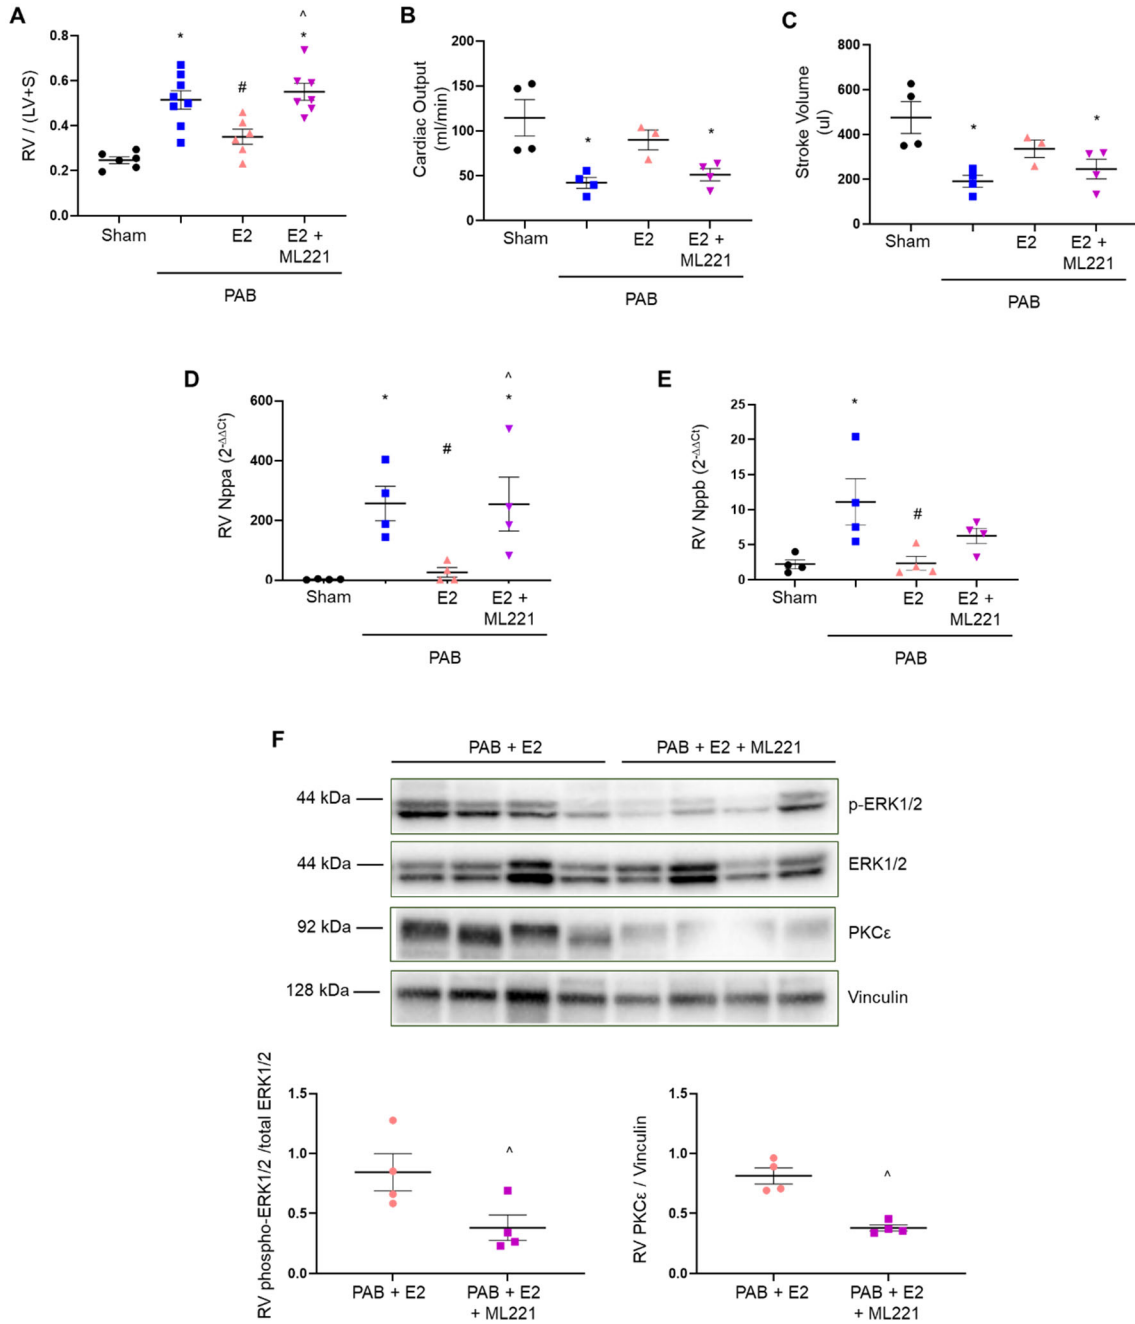 A
RV / (LV+S)
0.8
0.6
0.4
0.2
0.0
*
#
^
*
Sham
E2
E2 +
ML221
PAB
B
Cardiac Output
(ml/min)
200
150
100
50
0
*
*
Sham
E2
E2 +
ML221
PAB
C
Stroke Volume
(ul)
800
600
400
200
0
*
*
Sham
E2
E2 +
ML221
PAB
D
RV Nppa (2-ΔΔCt)
600
400
200
0
*
#
^
*
Sham
E2
E2 +
ML221
PAB
E
RV Nppb (2-ΔΔCt)
25
20
15
10
5
0
*
#
Sham
E2
E2 +
ML221
PAB
F
PAB + E2
PAB + E2 + ML221
44 kDa
p-ERK1/2
44 kDa
ERK1/2
92 kDa
PKCε
128 kDa
Vinculin
RV phospho-ERK1/2 /total ERK1/2
1.5
1.0
0.5
0.0
^
PAB + E2
PAB + E2
+ ML221
RV PKCε / Vinculin
1.5
1.0
0.5
0.0
^
PAB + E2
PAB + E2
+ ML221